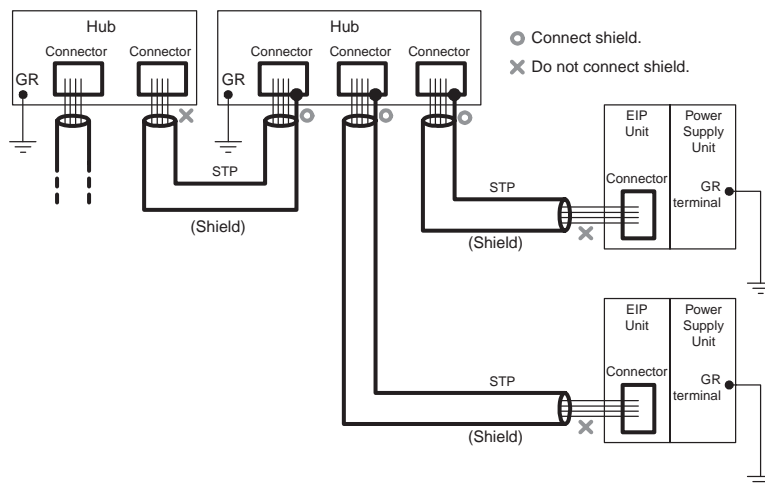 Hub
Connector
Connector
GR
Hub
Connector
Connector
Connector
GR
Connect shield.
Do not connect shield.
STP
(Shield)
STP
(Shield)
EIP
Unit
Connector
Power
Supply
Unit
GR
terminal
STP
(Shield)
EIP
Unit
Connector
Power
Supply
Unit
GR
terminal